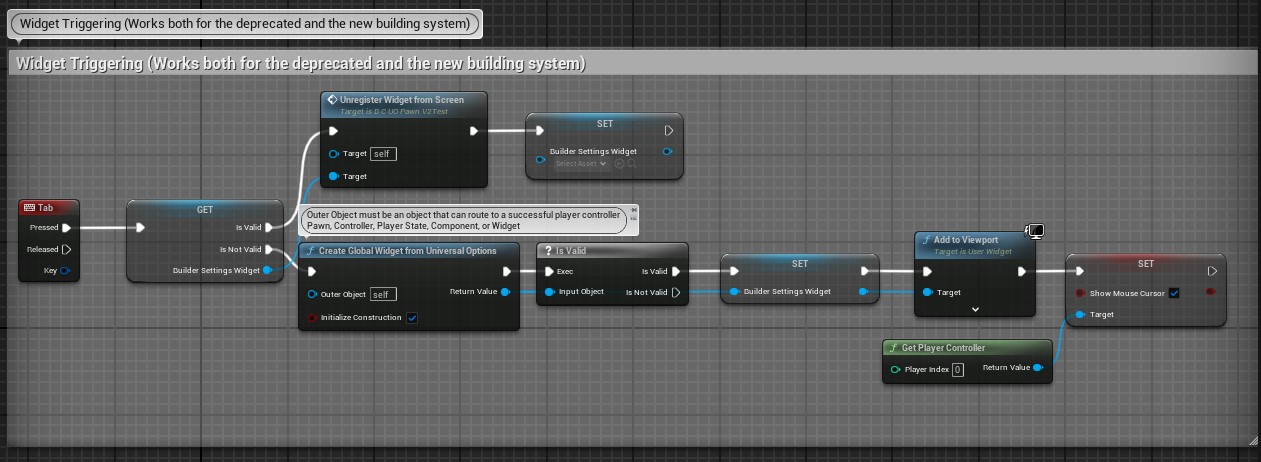 Widget Triggering (Works both for the deprecated and the new building system)
Widget Triggering (Works both for the deprecated and the new building system)
Unregister Widget from Screen
Target is B C UO Pawn V2Test
Target self
Target
SET
Builder Settings Widget
Select Asset
Tab
Pressed
Released
Key
GET
Is Valid
Is Not Valid
Builder Settings Widget
Outer Object must be an object that can route to a successful player controller
Pawn, Controller, Player State, Component, or Widget
Create Global Widget from Universal Options
Outer Object self
Return Value
Initialize Construction
? Is Valid
Exec
Is Valid
Input Object
Is Not Valid
SET
Builder Settings Widget
Add to Viewport
Target is User Widget
Target
SET
Show Mouse Cursor
Target
Get Player Controller
Player Index 0
Return Value